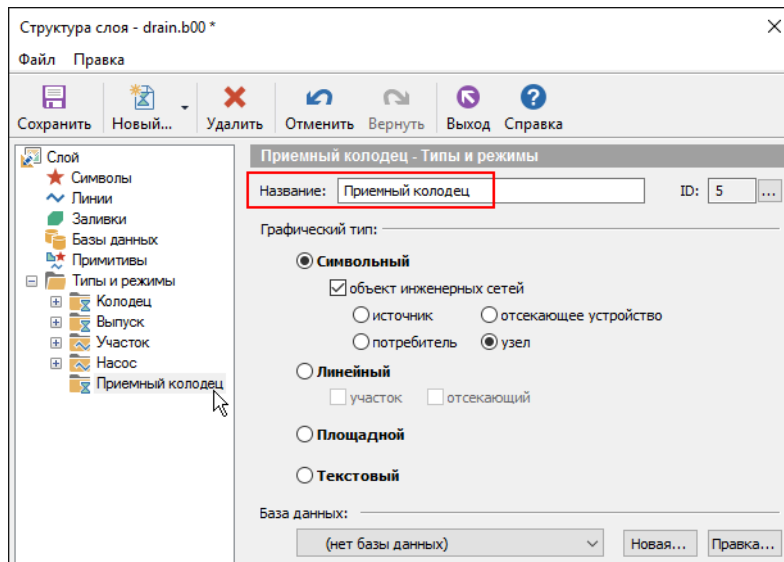 Структура слоя - drain.b00 *
Файл Правка
Сохранить Новый... Удалить Отменить Вернуть Выход Справка
Слой
Символы
Линии
Заливки
Базы данных
Примитивы
Типы и режимы
Колодец
Выпуск
Участок
Насос
Приемный колодец
Приемный колодец - Типы и режимы
Название: Приемный колодец ID: 5 ...
Графический тип:
Символьный
объект инженерных сетей
источник отсекающее устройство
потребитель узел
Линейный
участок отсекающий
Площадной
Текстовый
База данных:
(нет базы данных) Новая... Правка...